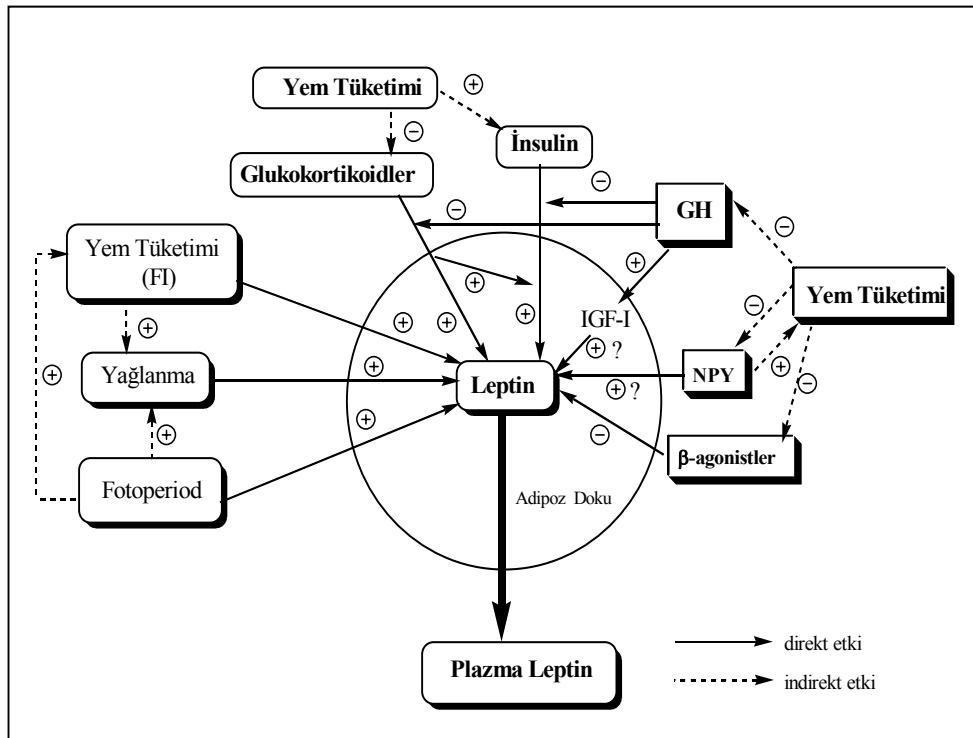 Yem Tüketimi
⊕
⊖
İnsulin
Glukokortikoidler
⊖
GH
⊖
⊖
Yem Tüketimi
(FI)
⊕
⊕
Yem Tüketimi
IGF-I
⊖
⊕
⊕
⊕
⊕
⊕
⊕ ?
Yağlanma
⊕
⊕
Leptin
⊕ ?
NPY
⊕
⊖
⊕
⊕
⊖
β-agonistler
Fotoperiod
Adipoz Doku
Plazma Leptin
direkt etki
indirekt etki